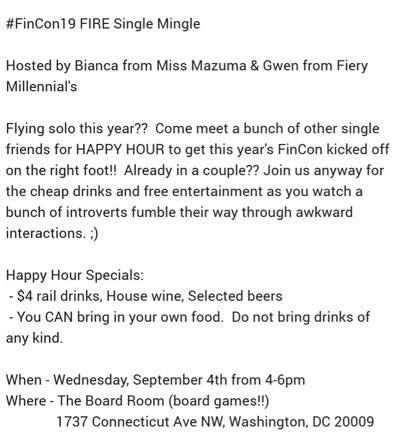 #FinCon19 FIRE Single Mingle
Hosted by Bianca from Miss Mazuma & Gwen from Fiery
Millennial's
Flying solo this year??  Come meet a bunch of other single
friends for HAPPY HOUR to get this year's FinCon kicked off
on the right foot!!  Already in a couple?? Join us anyway for
the cheap drinks and free entertainment as you watch a
bunch of introverts fumble their way through awkward
interactions. ;)
Happy Hour Specials:
- $4 rail drinks, House wine, Selected beers
- You CAN bring in your own food.  Do not bring drinks of
any kind.
When - Wednesday, September 4th from 4-6pm
Where - The Board Room (board games!!)
1737 Connecticut Ave NW, Washington, DC 20009